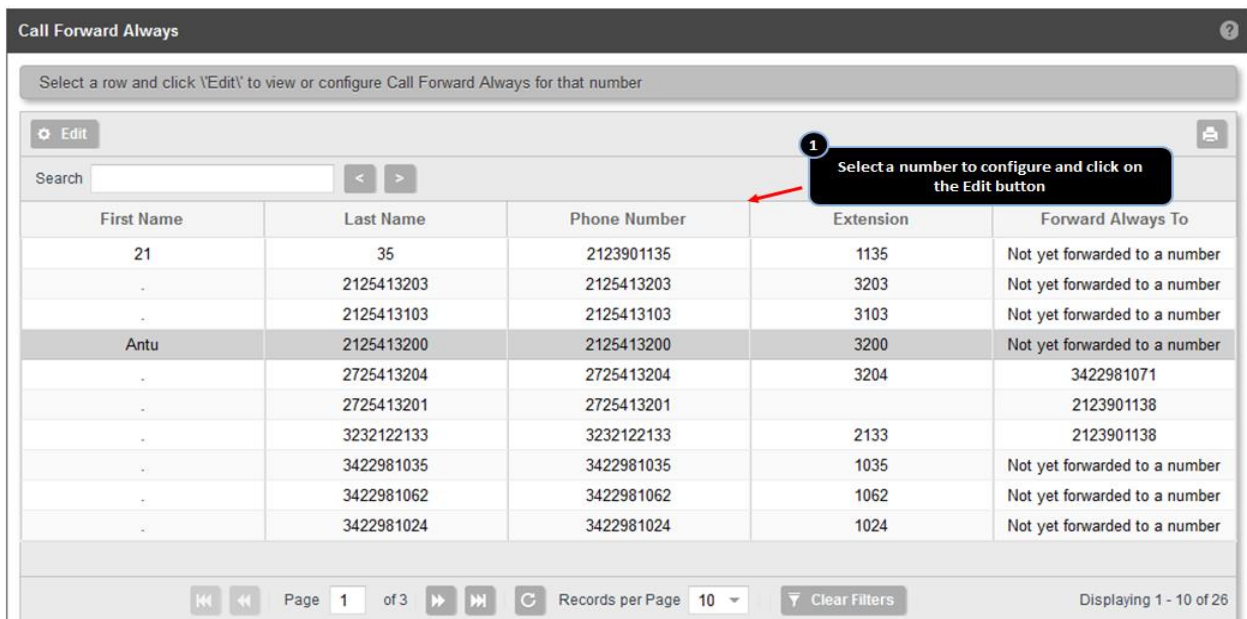 Call Forward Always
?
Select a row and click \'Edit\' to view or configure Call Forward Always for that number
Edit
1
Select a number to configure and click on
the Edit button
Search < >
First Name Last Name Phone Number Extension Forward Always To
21 35 2123901135 1135 Not yet forwarded to a number
. 2125413203 2125413203 3203 Not yet forwarded to a number
. 2125413103 2125413103 3103 Not yet forwarded to a number
Antu 2125413200 2125413200 3200 Not yet forwarded to a number
. 2725413204 2725413204 3204 3422981071
. 2725413201 2725413201 2123901138
. 3232122133 3232122133 2133 2123901138
. 3422981035 3422981035 1035 Not yet forwarded to a number
. 3422981062 3422981062 1062 Not yet forwarded to a number
. 3422981024 3422981024 1024 Not yet forwarded to a number
Page 1 of 3 Records per Page 10 Clear Filters Displaying 1 - 10 of 26